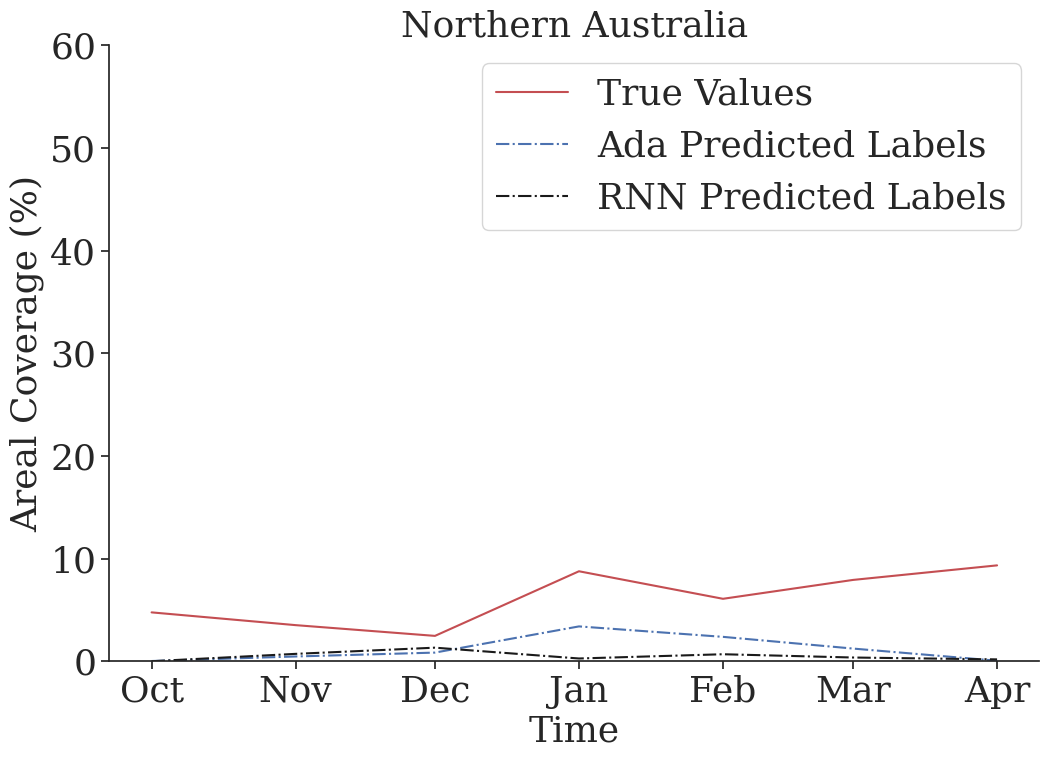 Northern Australia
True Values
Ada Predicted Labels
RNN Predicted Labels
Areal Coverage (%)
60
50
40
30
20
10
0
Oct Nov Dec Jan Feb Mar Apr
Time